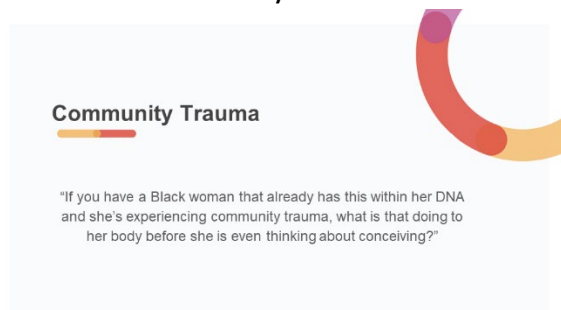 Community Trauma
“If you have a Black woman that already has this within her DNA
and she’s experiencing community trauma, what is that doing to
her body before she is even thinking about conceiving?”